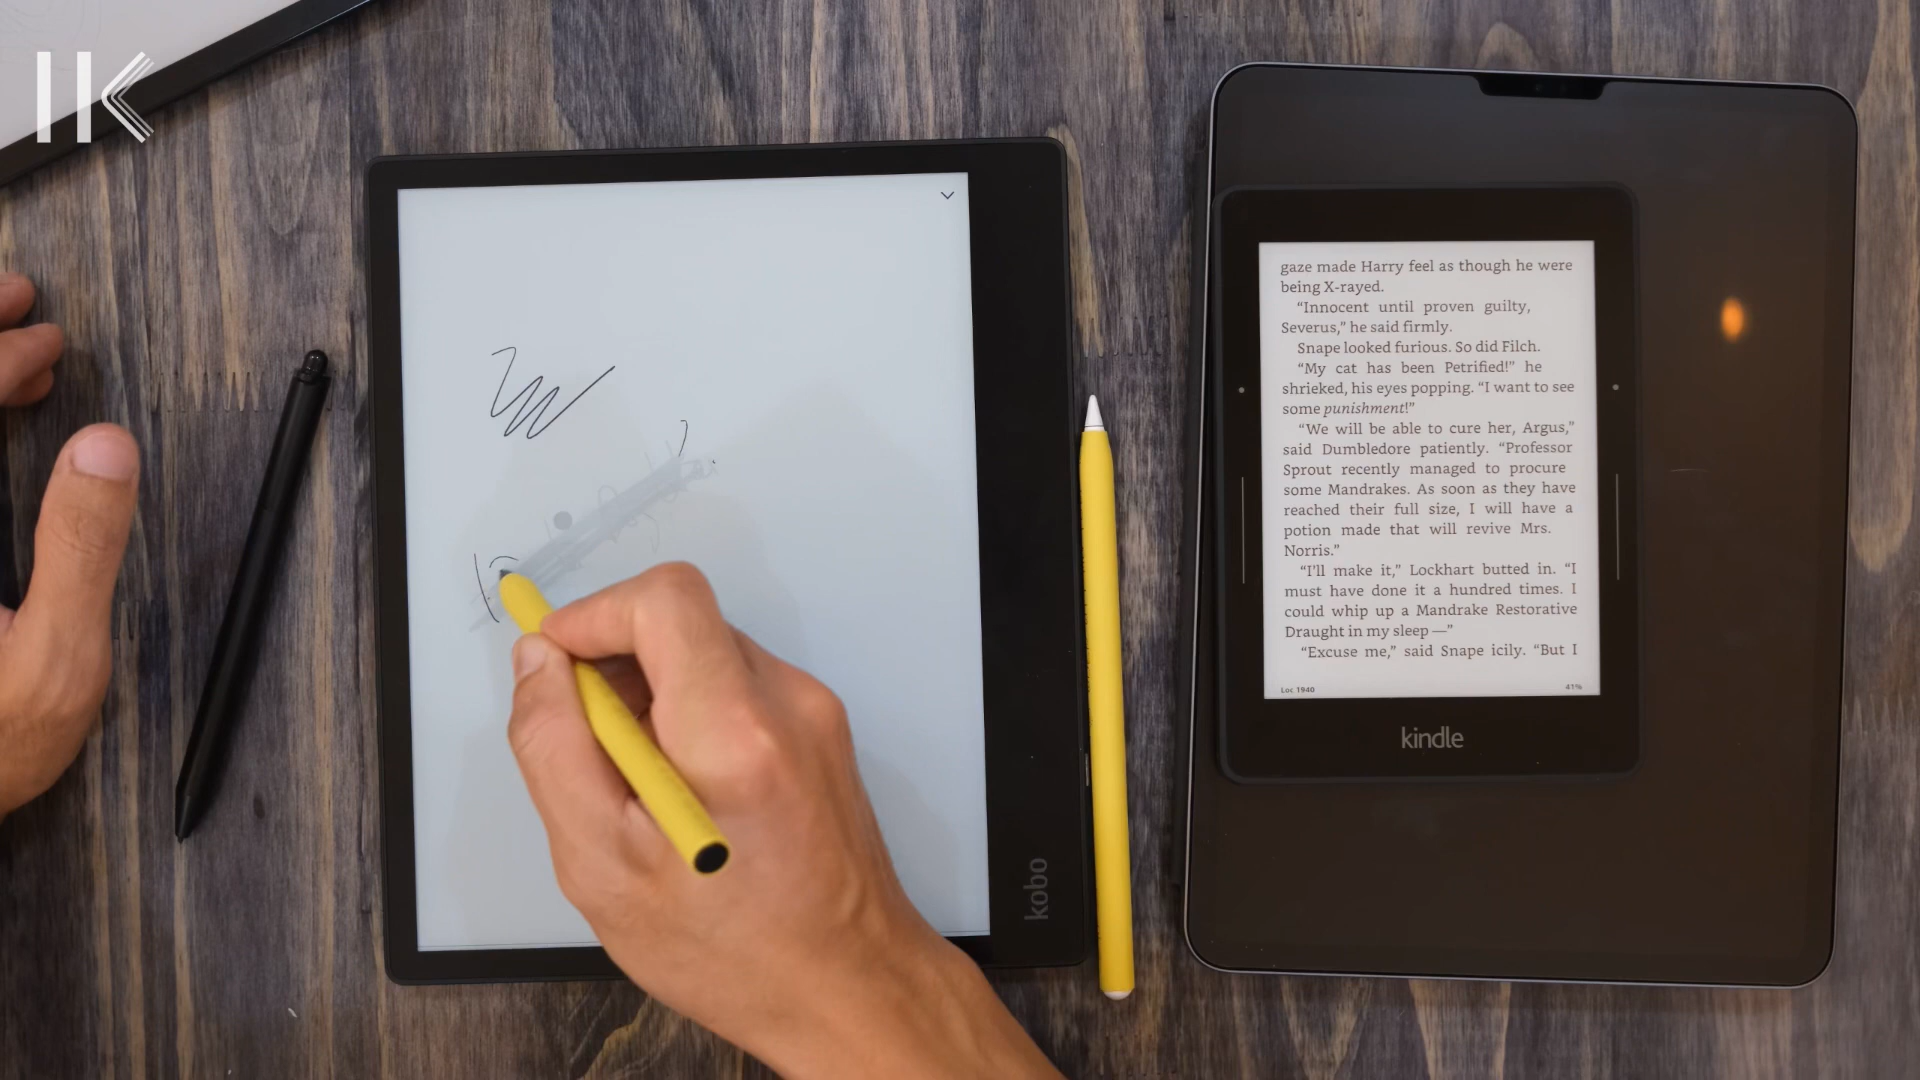 IK
kobo
gaze made Harry feel as though he were
being X-rayed.
“Innocent until proven guilty,
Severus,” he said firmly.
Snape looked furious. So did Filch.
“My cat has been Petrified!” he
shrieked, his eyes popping. “I want to see
some punishment!”
“We will be able to cure her, Argus,”
said Dumbledore patiently. “Professor
Sprout recently managed to procure
some Mandrakes. As soon as they have
reached their full size, I will have a
potion made that will revive Mrs.
Norris.”
“I’ll make it,” Lockhart butted in. “I
must have done it a hundred times. I
could whip up a Mandrake Restorative
Draught in my sleep —”
“Excuse me,” said Snape icily. “But I
Loc 1940 41%
kindle